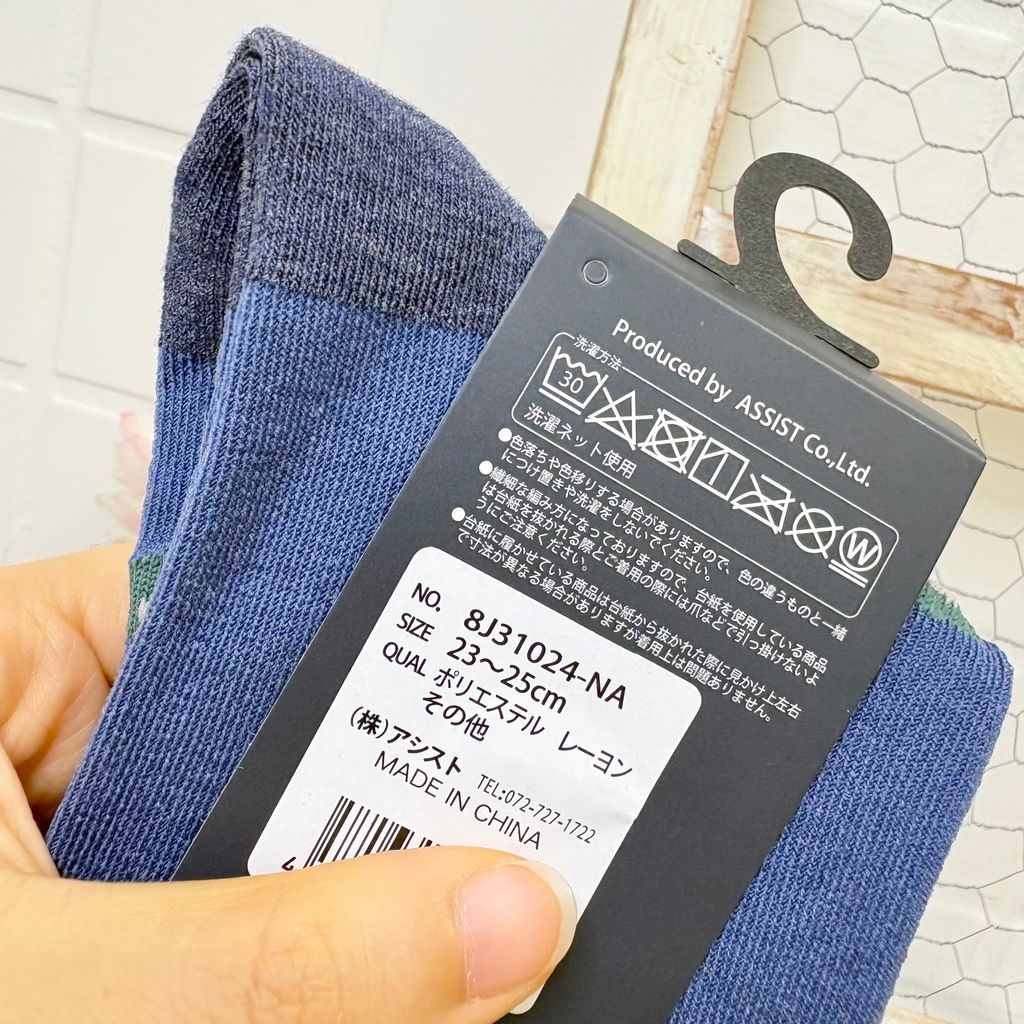 Produced by ASSIST Co.,Ltd.
洗濯方法
30
W
洗濯ネット使用
●色落ちや色移りする場合がありますので、色の違うものと一緒
につけ置きや洗濯をしないでください。
●繊細な編み方になっておりますので、台紙を使用している商品
は台紙を抜かれる際とご着用の際には爪などで引っ掛けないよ
うにご注意ください。
●台紙に履かせている商品は台紙から抜かれた際に見かけ上左右
で寸法が異なる場合がありますが着用上は問題ありません。
NO. 8J31024-NA
SIZE 23～25cm
QUAL ポリエステル レーヨン
その他
(株)アシスト TEL:072-727-1722
MADE IN CHINA
4